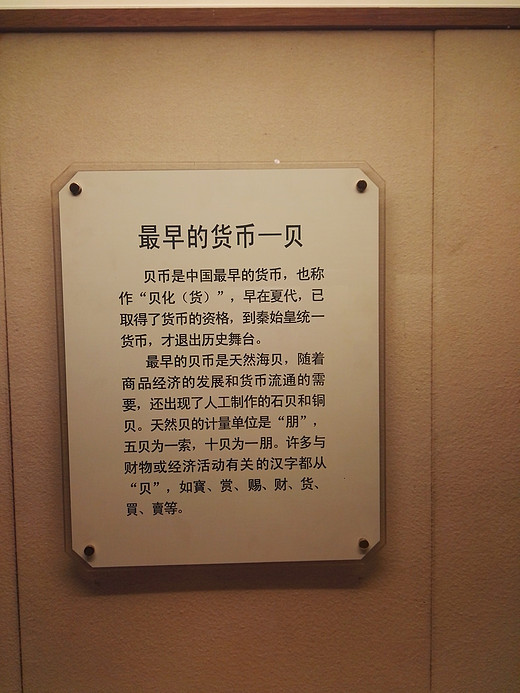 最早的货币一贝
贝币是中国最早的货币，也称
作“贝化（货）”，早在夏代，已
取得了货币的资格，到秦始皇统一
货币，才退出历史舞台。
最早的贝币是天然海贝，随着
商品经济的发展和货币流通的需
要，还出现了人工制作的石贝和铜
贝。天然贝的计量单位是“朋”，
五贝为一索，十贝为一朋。许多与
财物或经济活动有关的汉字都从
“贝”，如寳、赏、赐、财、货、
買、賣等。